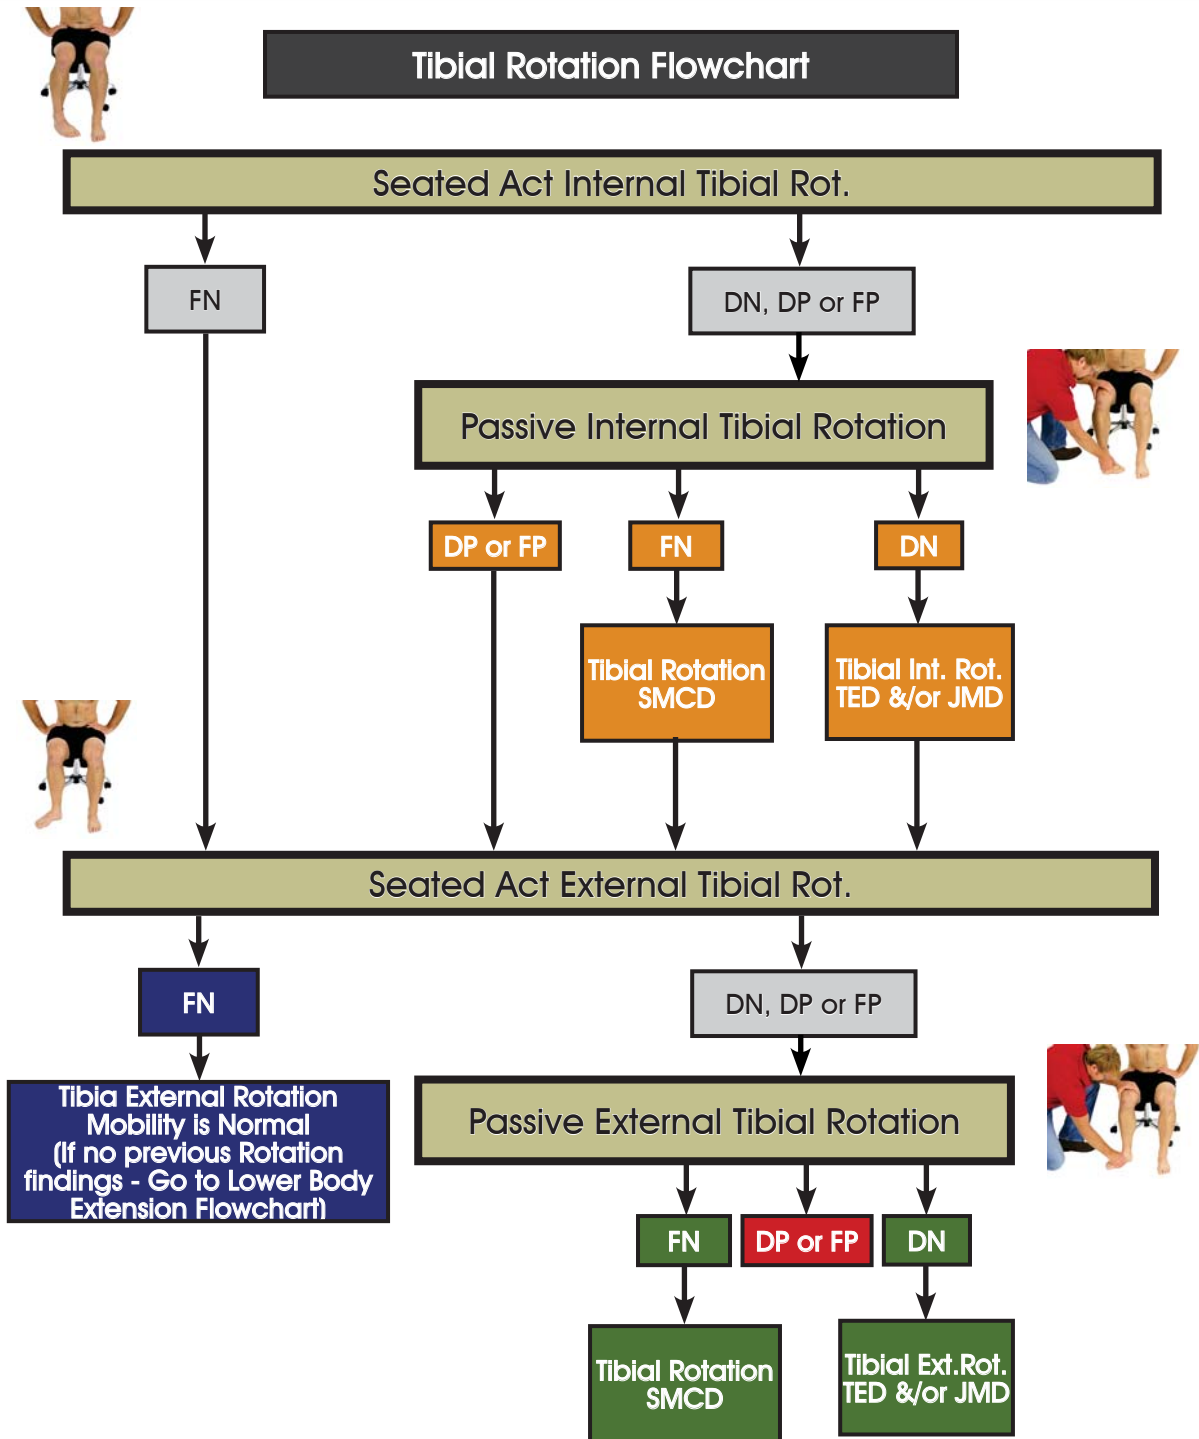 Tibial Rotation Flowchart
Seated Act Internal Tibial Rot.
FN
DN, DP or FP
Passive Internal Tibial Rotation
DP or FP
FN
DN
Tibial Rotation
SMCD
Tibial Int. Rot.
TED &/or JMD
Seated Act External Tibial Rot.
FN
DN, DP or FP
Tibia External Rotation
Mobility is Normal
(If no previous Rotation
findings - Go to Lower Body
Extension Flowchart)
Passive External Tibial Rotation
FN
DP or FP
DN
Tibial Rotation
SMCD
Tibial Ext.Rot.
TED &/or JMD